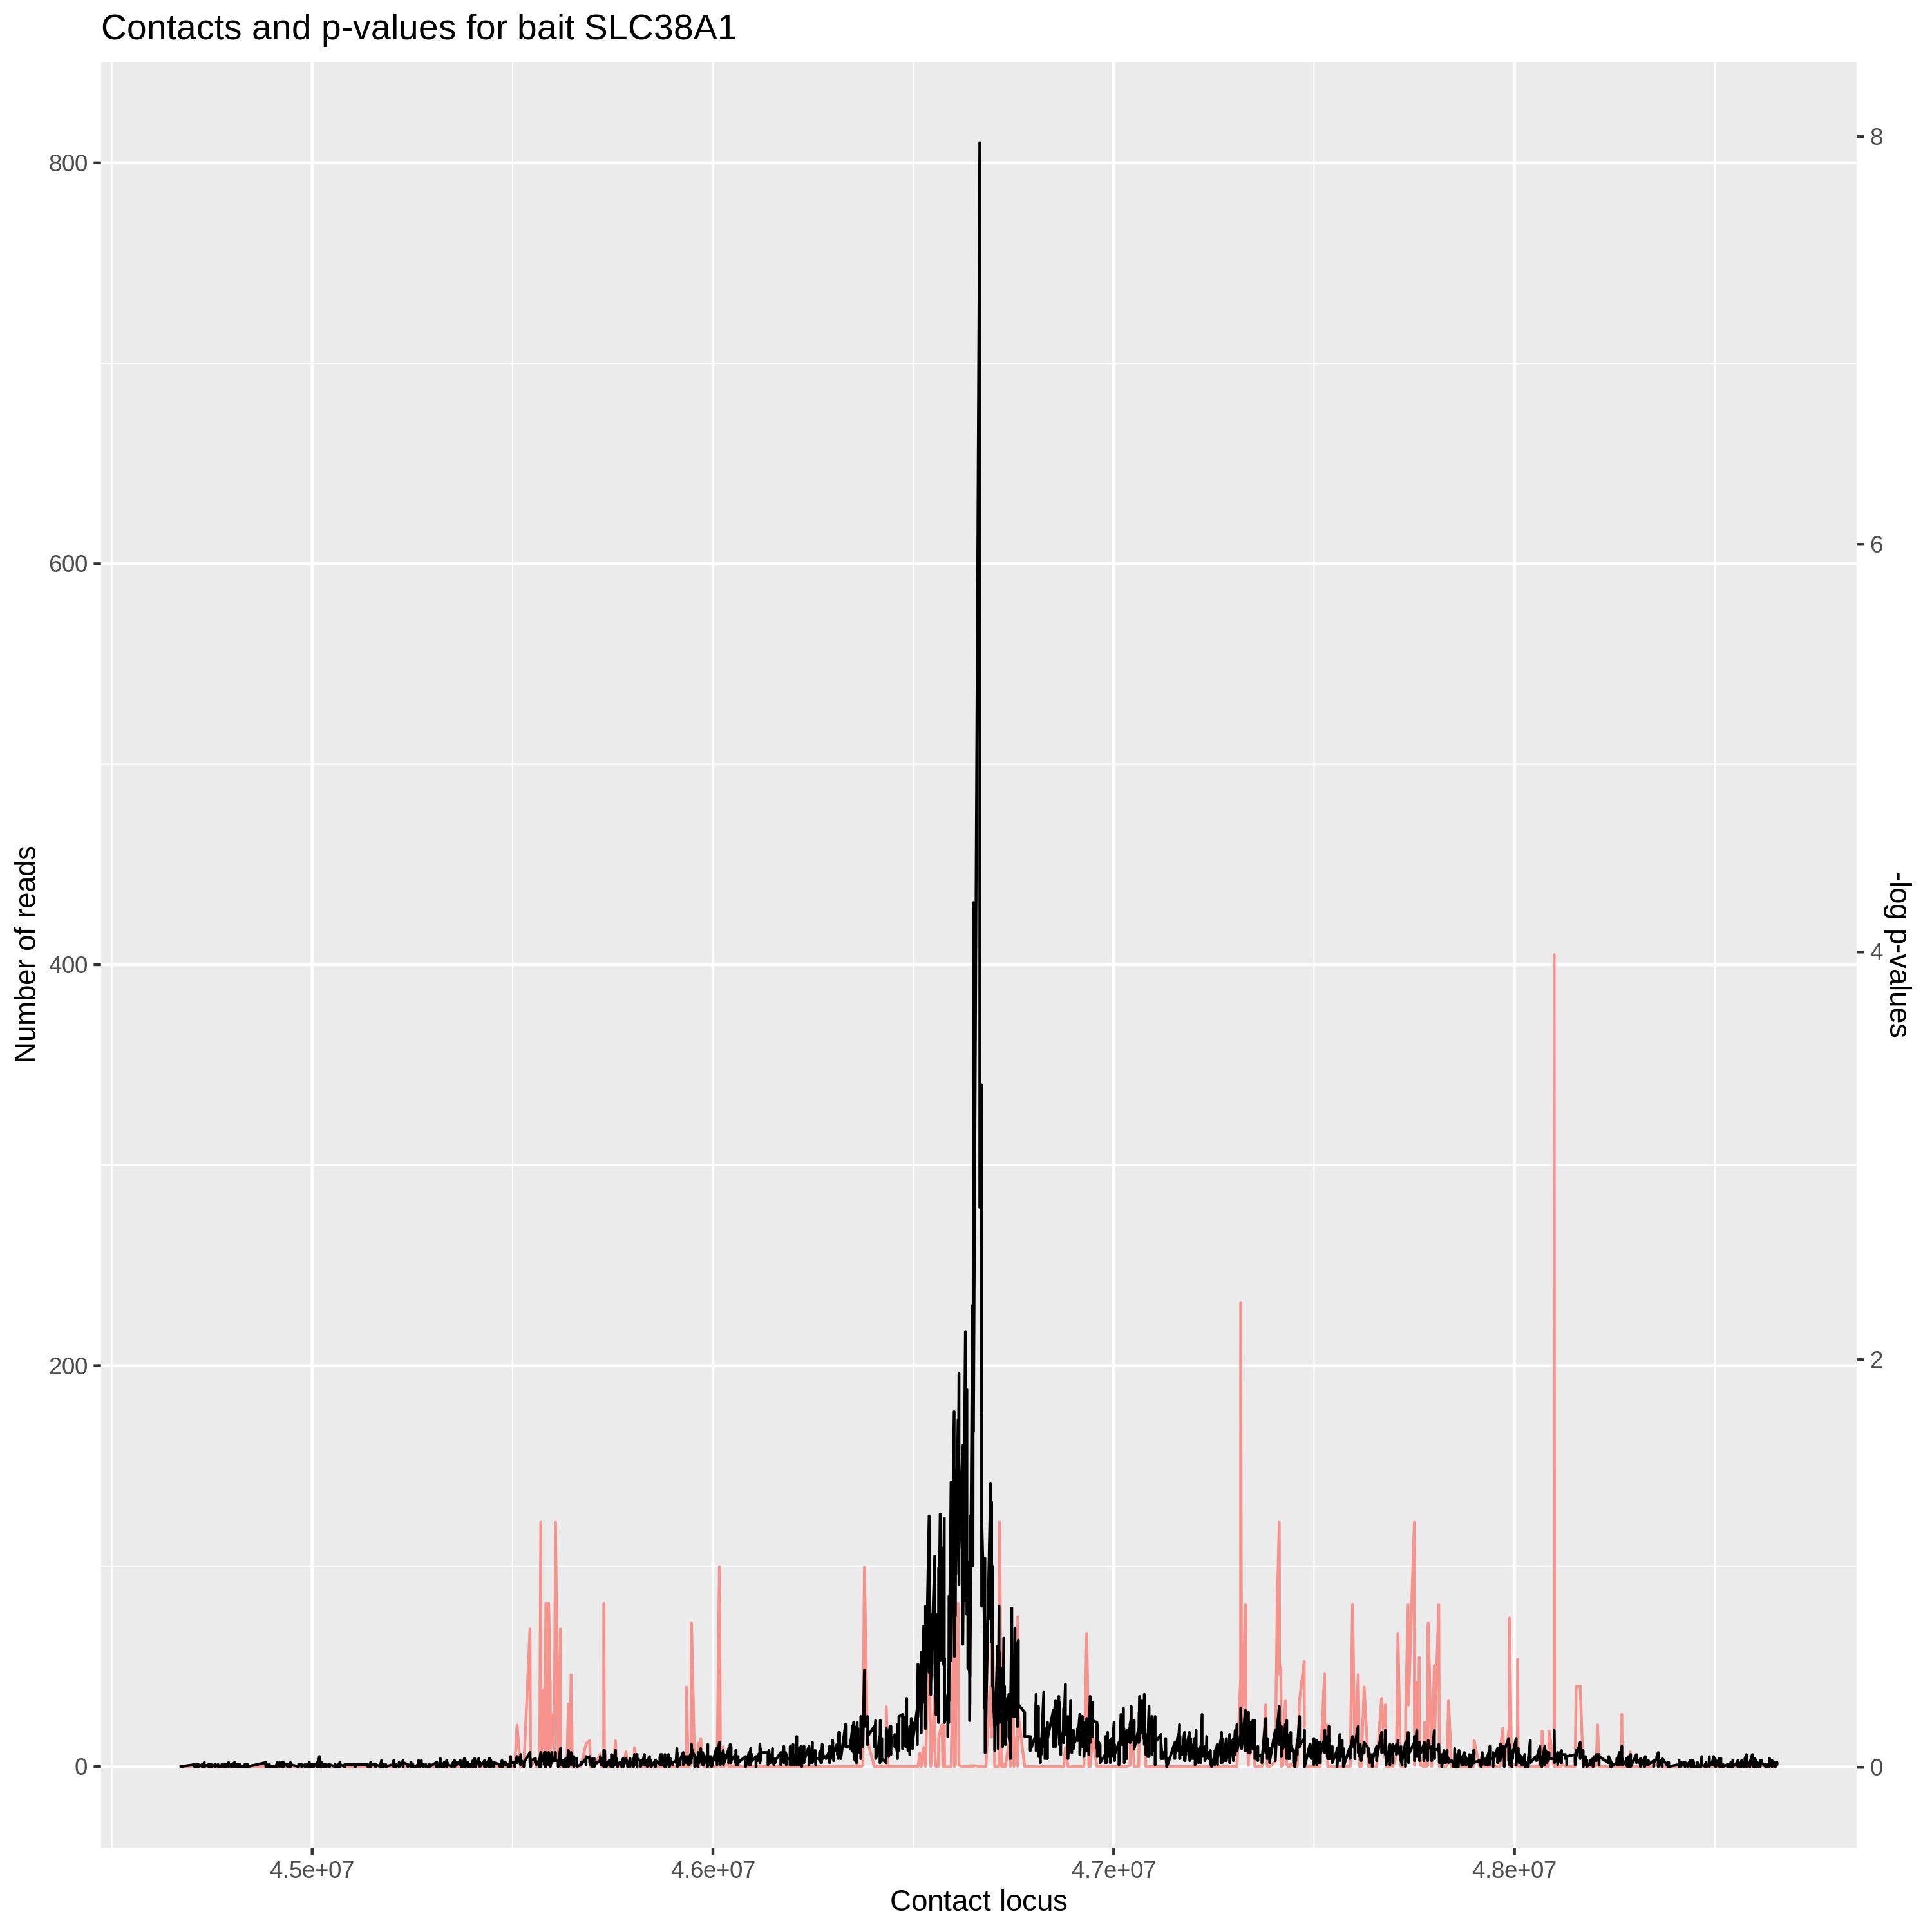 Contacts and p-values for bait SLC38A1
800
600
400
200
0
Number of reads
8
6
4
2
0
-log p-values
4.5e+07
4.6e+07
4.7e+07
4.8e+07
Contact locus